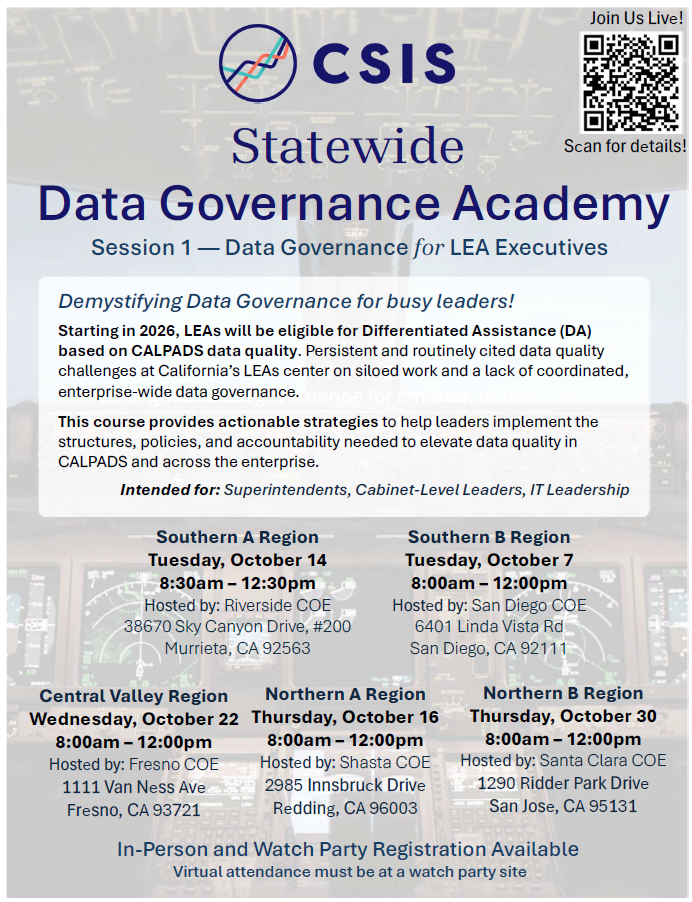 Join Us Live!
CSIS
Scan for details!
Statewide
Data Governance Academy
Session 1 — Data Governance for LEA Executives
Demystifying Data Governance for busy leaders!
Starting in 2026, LEAs will be eligible for Differentiated Assistance (DA)
based on CALPADS data quality. Persistent and routinely cited data quality
challenges at California's LEAs center on siloed work and a lack of coordinated,
enterprise-wide data governance.
This course provides actionable strategies to help leaders implement the
structures, policies, and accountability needed to elevate data quality in
CALPADS and across the enterprise.
Intended for: Superintendents, Cabinet-Level Leaders, IT Leadership
Southern A Region
Tuesday, October 14
8:30am – 12:30pm
Hosted by: Riverside COE
38670 Sky Canyon Drive, #200
Murrieta, CA 92563
Southern B Region
Tuesday, October 7
8:00am – 12:00pm
Hosted by: San Diego COE
6401 Linda Vista Rd
San Diego, CA 92111
Central Valley Region
Wednesday, October 22
8:00am – 12:00pm
Hosted by: Fresno COE
1111 Van Ness Ave
Fresno, CA 93721
Northern A Region
Thursday, October 16
8:00am – 12:00pm
Hosted by: Shasta COE
2985 Innsbruck Drive
Redding, CA 96003
Northern B Region
Thursday, October 30
8:00am – 12:00pm
Hosted by: Santa Clara COE
1290 Ridder Park Drive
San Jose, CA 95131
In-Person and Watch Party Registration Available
Virtual attendance must be at a watch party site